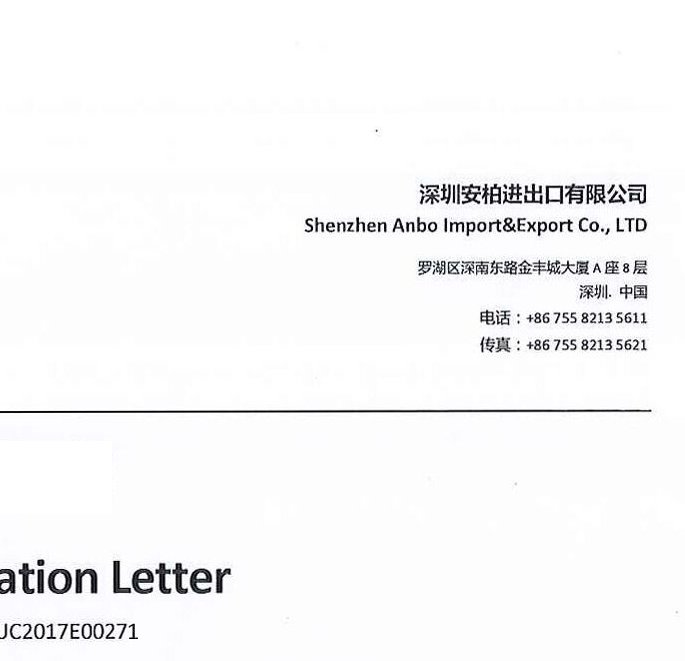 深圳安柏进出口有限公司
Shenzhen Anbo Import&Export Co., LTD
罗湖区深南东路金丰城大厦 A 座 8 层
深圳. 中国
电话：+86 755 8213 5611
传真：+86 755 8213 5621
ation Letter
JC2017E00271